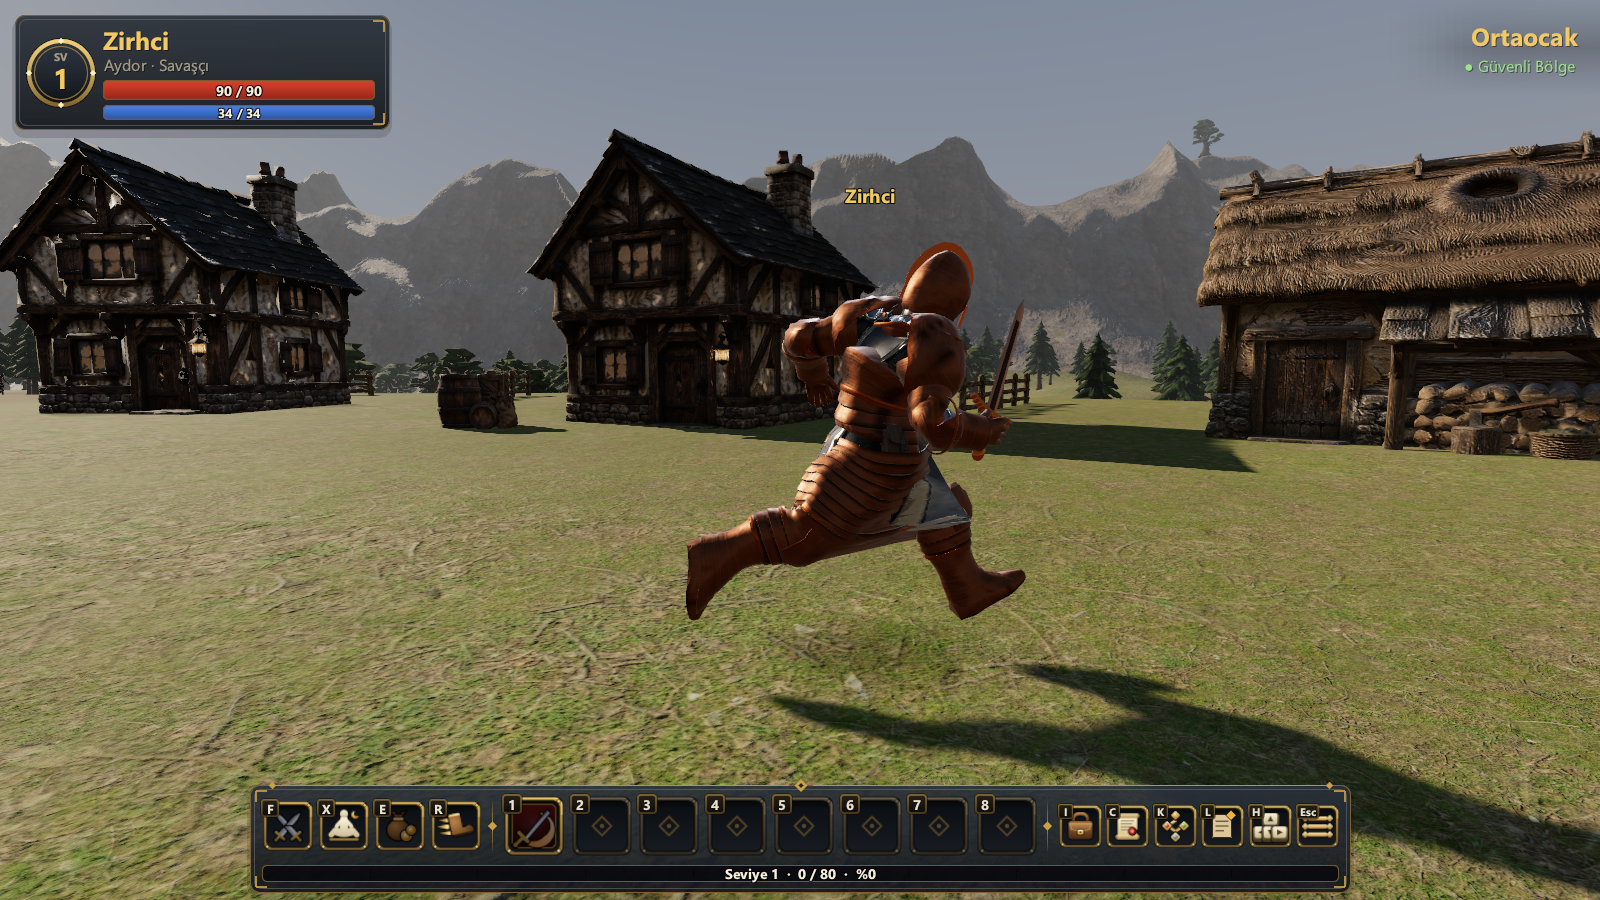 Zirhci
SV
1
Aydor · Savaşçı
90 / 90
34 / 34
Ortaocak
Güvenli Bölge
Zirhci
F X E R 1 2 3 4 5 6 7 8 I C K L H Esc
Seviye 1 · 0 / 80 · %0